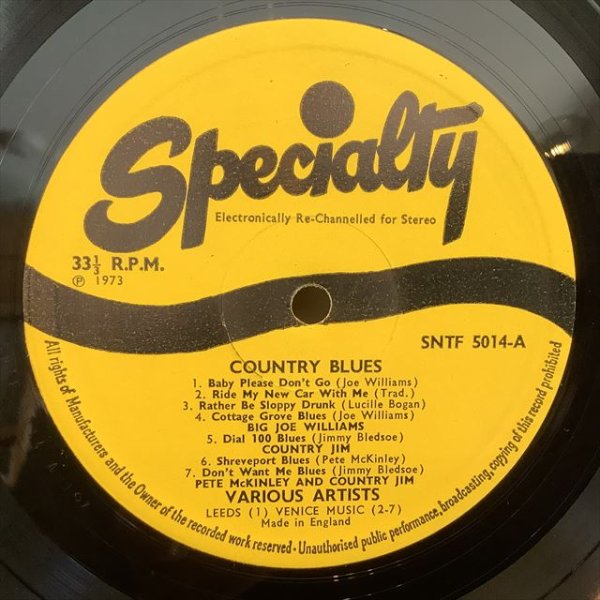 Specialty
Electronically Re-Channelled for Stereo
33⅓ R.P.M.
Ⓟ 1973
SNTF 5014-A
COUNTRY BLUES
1. Baby Please Don't Go (Joe Williams)
2. Ride My New Car With Me (Trad.)
3. Rather Be Sloppy Drunk (Lucille Bogan)
4. Cottage Grove Blues (Joe Williams)
BIG JOE WILLIAMS
5. Dial 100 Blues (Jimmy Bledsoe)
COUNTRY JIM
6. Shreveport Blues (Pete McKinley)
7. Don't Want Me Blues (Jimmy Bledsoe)
PETE McKINLEY AND COUNTRY JIM
VARIOUS ARTISTS
LEEDS (1) VENICE MUSIC (2-7)
Made in England
All rights of Manufacturers and the Owner of the recorded work reserved · Unauthorised public performance, broadcasting, copying of this record prohibited